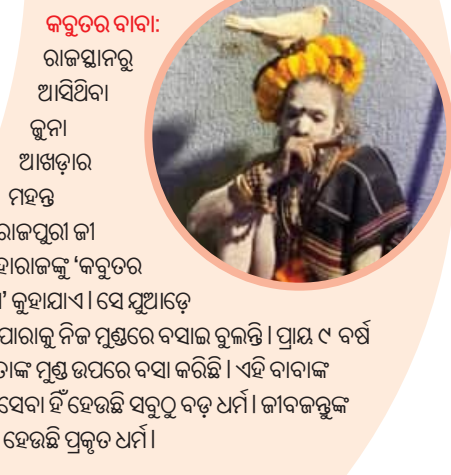 କବୁତର ବାବା:
ରାଜସ୍ଥାନରୁ
ଆସିଥିବା
ଜୁନା
ଆଖଡ଼ାର
ମହନ୍ତ
ରାଜପୁରୀ ଜୀ
‘କବୁତର
କୁହାଯାଏ । ସେ ଯୁଆଡ଼େ
ନିଜ ମୁଣ୍ଡରେ ବସାଇ ବୁଲନ୍ତି । ପ୍ରାୟ ୯ ବର୍ଷ
ମୁଣ୍ଡ ଉପରେ ବସା କରିଛି । ଏହି ବାବାଙ୍କ
ସେବା ହିଁ ହେଉଛି ସବୁଠୁ ବଡ଼ ଧର୍ମ । ଜୀବଜନ୍ତୁଙ୍କ
ହେଉଛି ପ୍ରକୃତ ଧର୍ମ ।